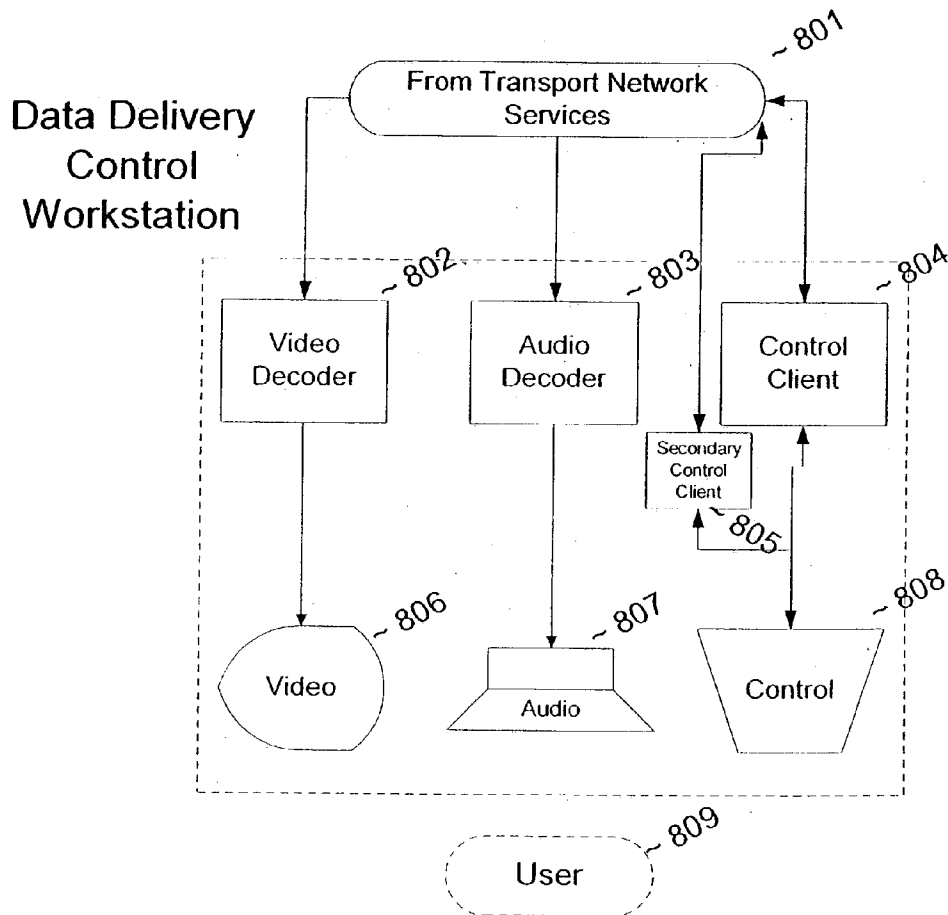 ~ 801
From Transport Network
Services
Data Delivery
Control
Workstation
~ 802
~ 803
~ 804
Video
Decoder
Audio
Decoder
Control
Client
Secondary
Control
Client
~ 805
~ 806
~ 807
~ 808
Video
Audio
Control
~ 809
User